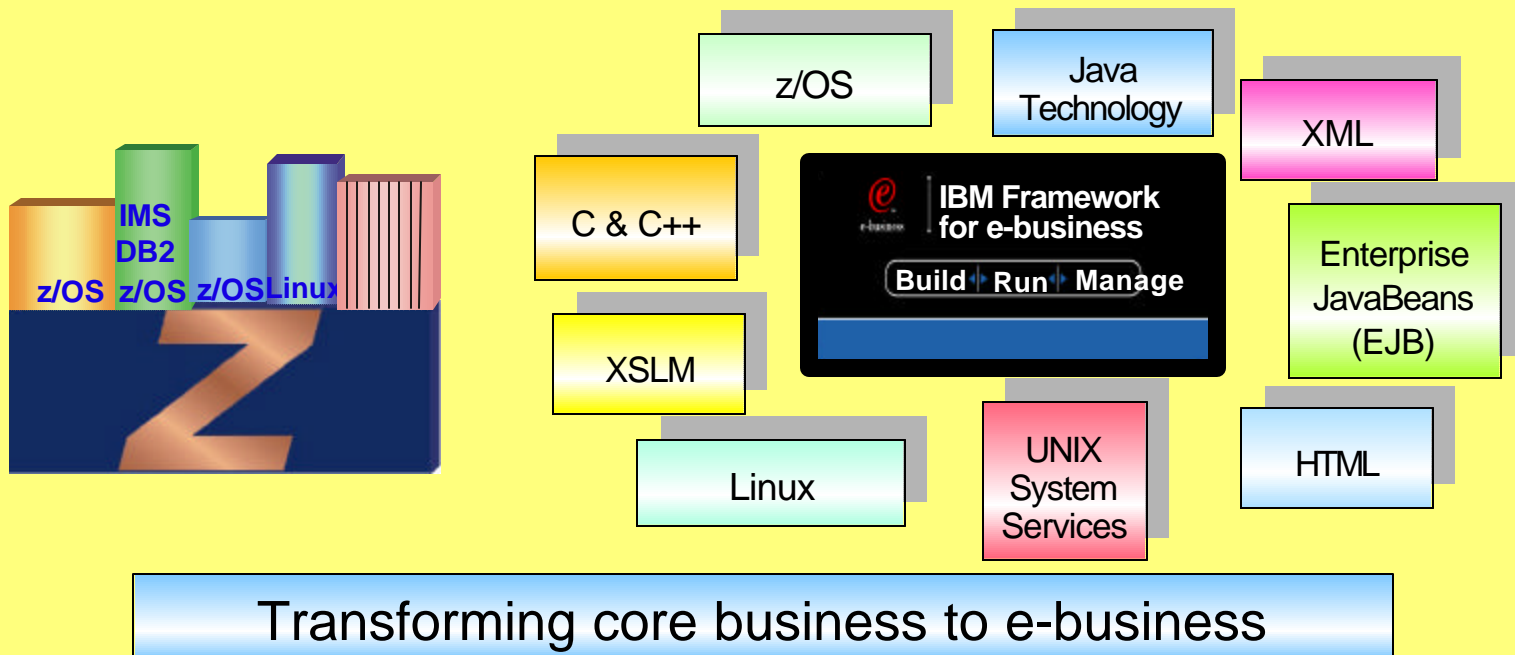 z/OS
Java
Technology
XML
C & C++
IBM Framework
for e-business
e-business
Build Run Manage
IMS
DB2
z/OS z/OS z/OS Linux
Enterprise
JavaBeans
(EJB)
XSLM
Linux
UNIX
System
Services
HTML
Z
Transforming core business to e-business